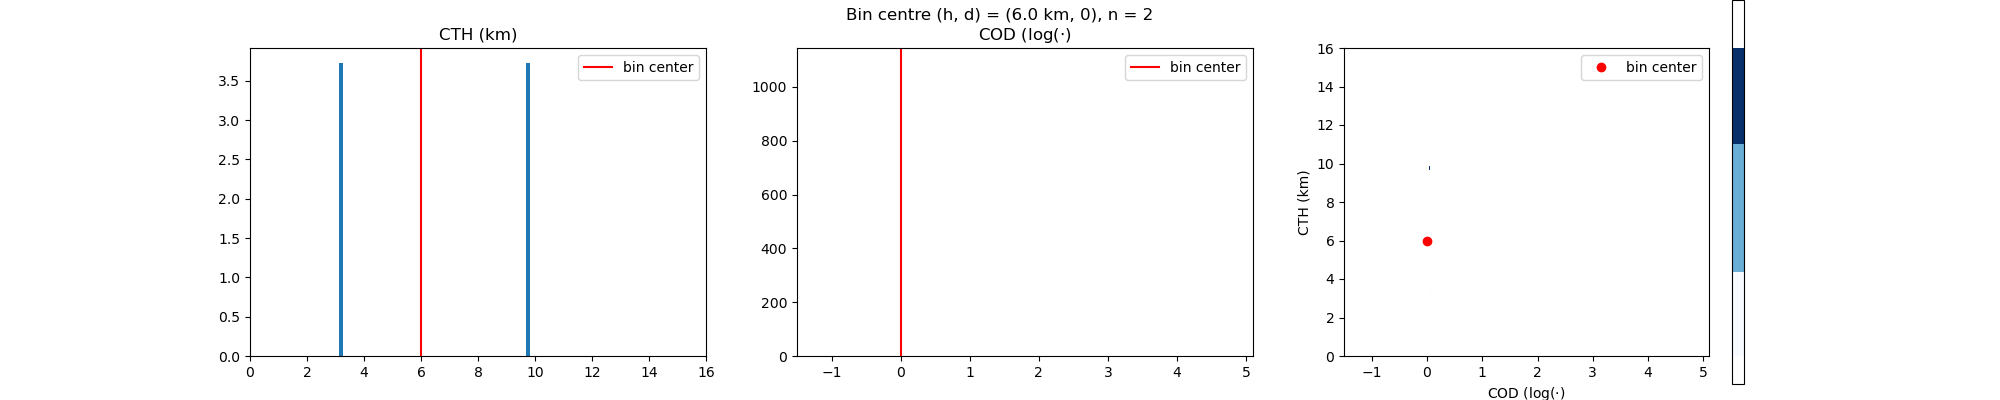 Bin centre (h, d) = (6.0 km, 0), n = 2
CTH (km)
bin center
3.5
3.0
2.5
2.0
1.5
1.0
0.5
0.0
0 2 4 6 8 10 12 14 16
COD (log(·)
bin center
1000
800
600
400
200
0
−1 0 1 2 3 4 5
bin center
CTH (km)
16
14
12
10
8
6
4
2
0
−1 0 1 2 3 4 5
COD (log(·)